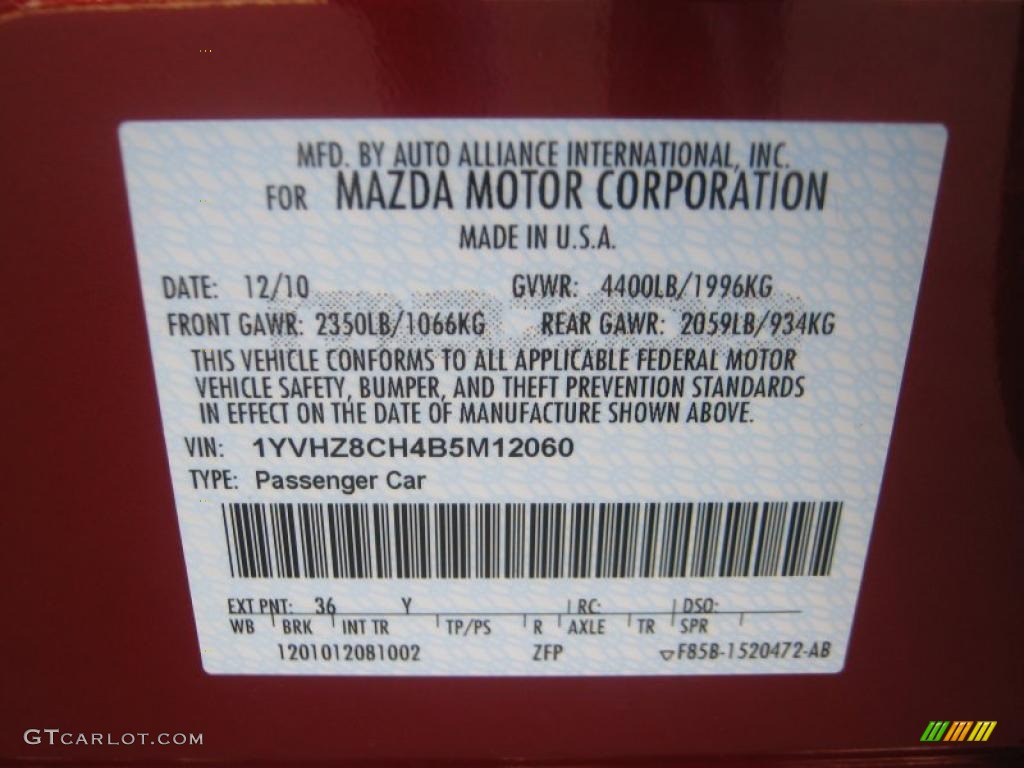 MFD. BY AUTO ALLIANCE INTERNATIONAL, INC.
FOR MAZDA MOTOR CORPORATION
MADE IN U.S.A.
DATE: 12/10 GVWR: 4400LB/1996KG
FRONT GAWR: 2350LB/1066KG REAR GAWR: 2059LB/934KG
THIS VEHICLE CONFORMS TO ALL APPLICABLE FEDERAL MOTOR
VEHICLE SAFETY, BUMPER, AND THEFT PREVENTION STANDARDS
IN EFFECT ON THE DATE OF MANUFACTURE SHOWN ABOVE.
VIN: 1YVHZ8CH4B5M12060
TYPE: Passenger Car
EXT PNT: 36 Y RC: DSO:
WB BRK INT TR TP/PS R AXLE TR SPR
1201012081002 ZFP ▽F85B-1520472-AB
GTCARLOT.COM